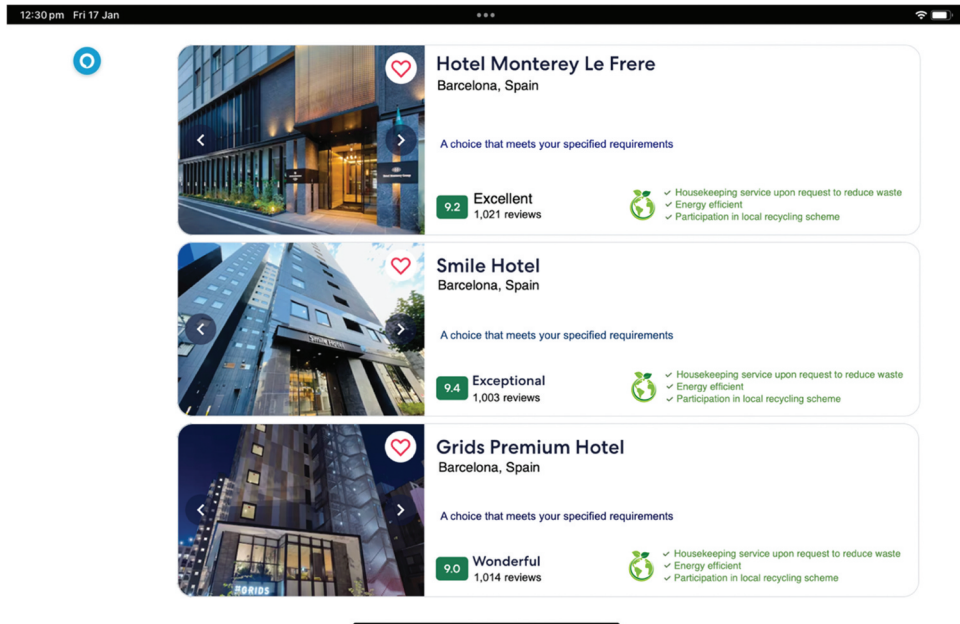 12:30 pm Fri 17 Jan
Hotel Monterey Le Frere
Barcelona, Spain
A choice that meets your specified requirements
9.2 Excellent
1,021 reviews
✓ Housekeeping service upon request to reduce waste
✓ Energy efficient
✓ Participation in local recycling scheme
Smile Hotel
Smile Hotel
Barcelona, Spain
A choice that meets your specified requirements
9.4 Exceptional
1,003 reviews
✓ Housekeeping service upon request to reduce waste
✓ Energy efficient
✓ Participation in local recycling scheme
GRIDS
Grids Premium Hotel
Barcelona, Spain
A choice that meets your specified requirements
9.0 Wonderful
1,014 reviews
✓ Housekeeping service upon request to reduce waste
✓ Energy efficient
✓ Participation in local recycling scheme